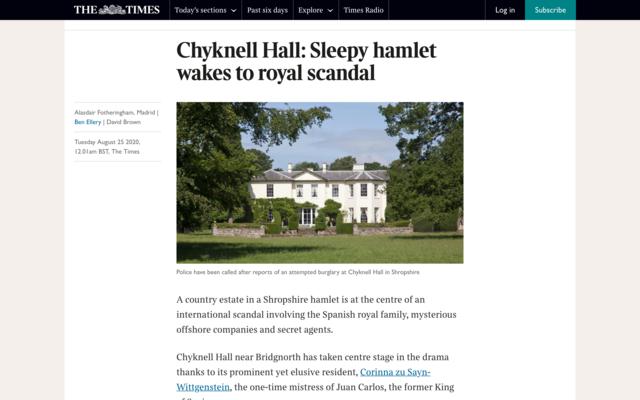 THE TIMES
Today's sections
Past six days
Explore
Times Radio
Log in
Subscribe
Chyknell Hall: Sleepy hamlet
wakes to royal scandal
Alasdair Fotheringham, Madrid |
Ben Ellery | David Brown
Tuesday August 25 2020,
12.01am BST, The Times
Police have been called after reports of an attempted burglary at Chyknell Hall in Shropshire
A country estate in a Shropshire hamlet is at the centre of an
international scandal involving the Spanish royal family, mysterious
offshore companies and secret agents.
Chyknell Hall near Bridgnorth has taken centre stage in the drama
thanks to its prominent yet elusive resident, Corinna zu Sayn-
Wittgenstein, the one-time mistress of Juan Carlos, the former King